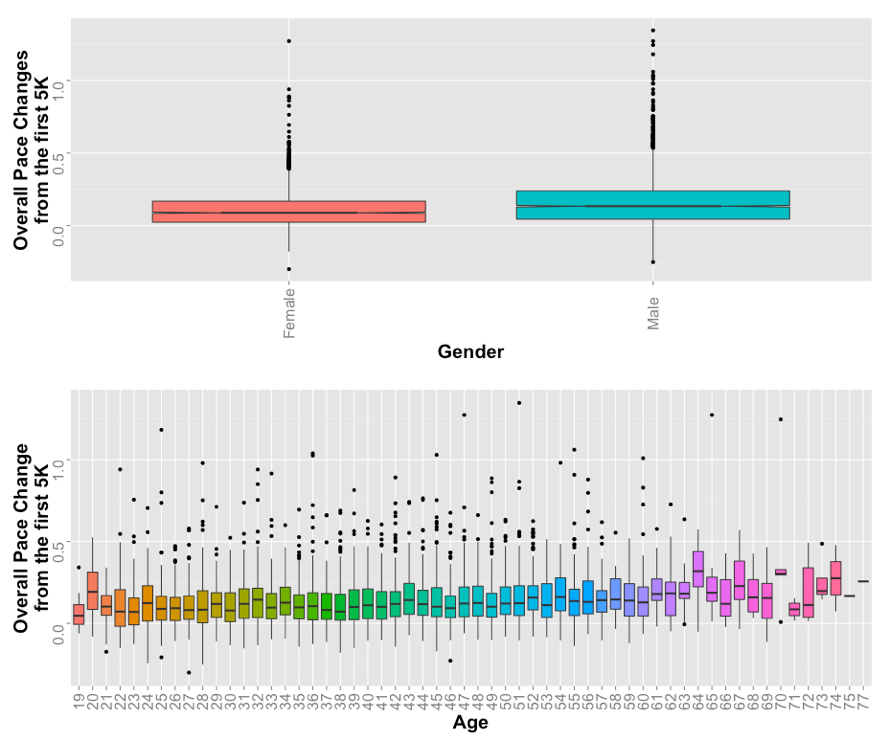 Overall Pace Changes
from the first 5K
1.0
0.5
0.0
Female
Male
Gender
Overall Pace Change
from the first 5K
1.0
0.5
0.0
19 20 21 22 23 24 25 26 27 28 29 30 31 32 33 34 35 36 37 38 39 40 41 42 43 44 45 46 47 48 49 50 51 52 53 54 55 56 57 58 59 60 61 62 63 64 65 66 67 68 69 70 71 72 73 74 75 77
Age